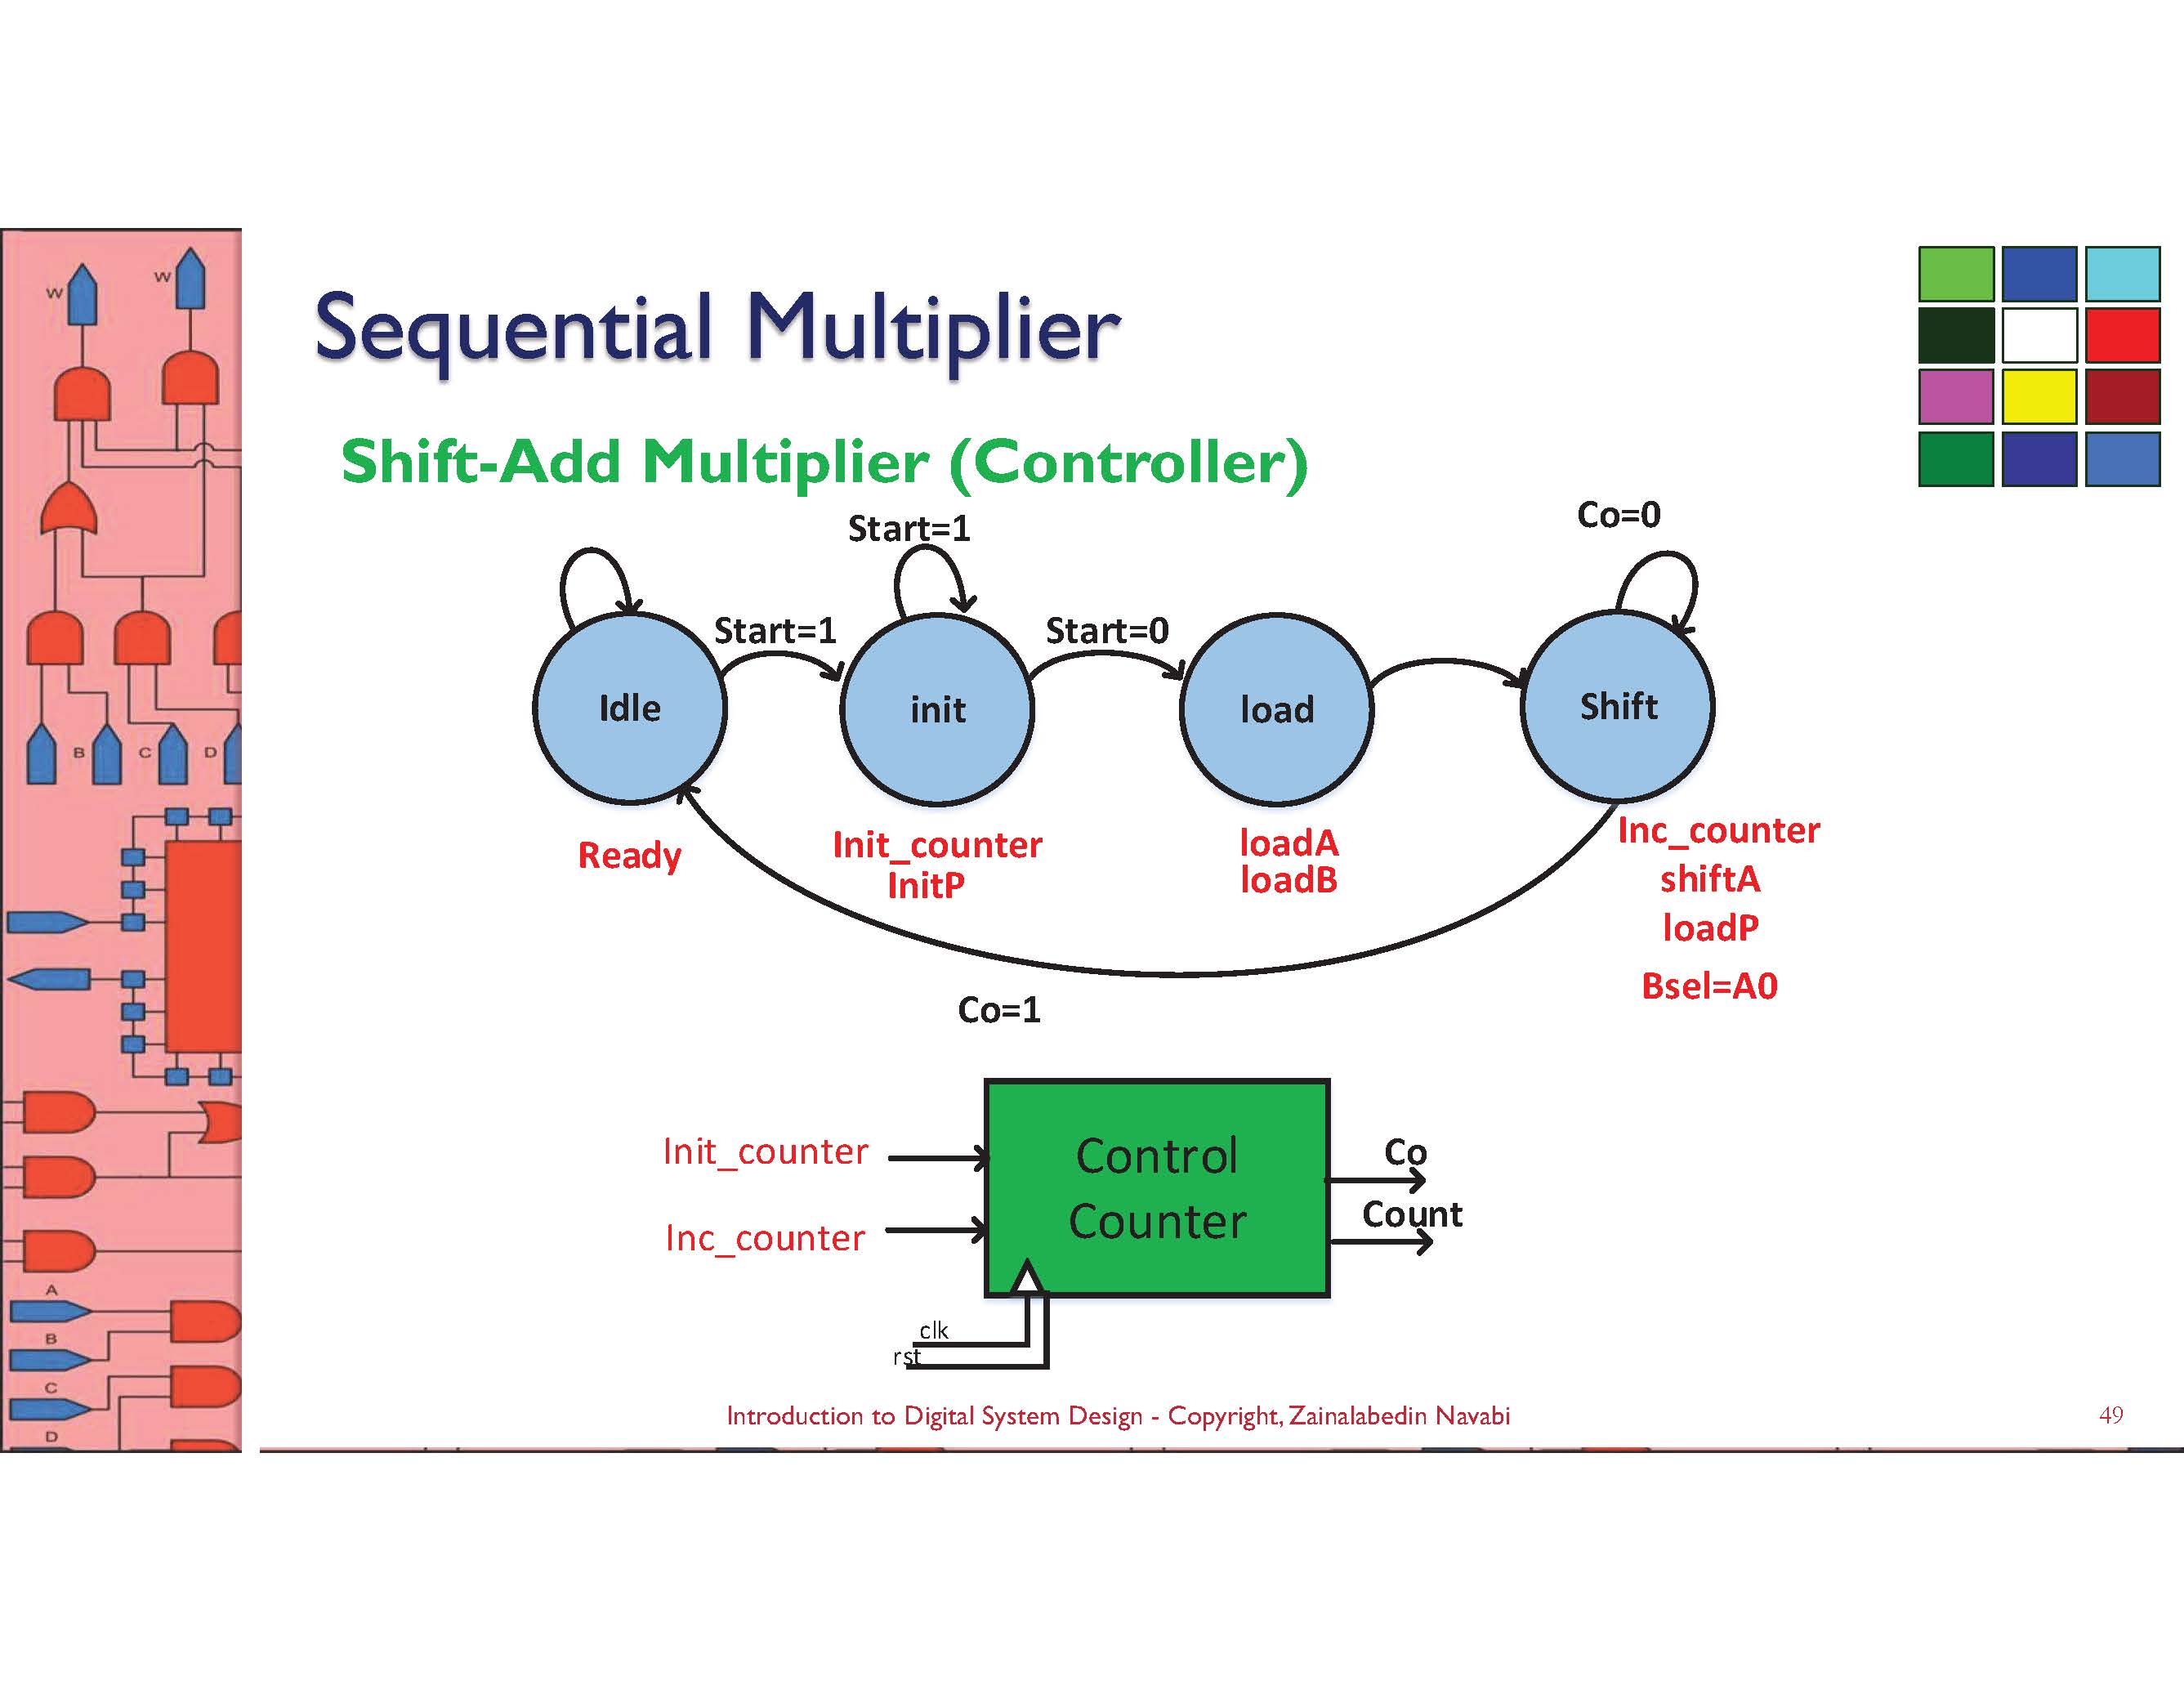 Sequential Multiplier
Shift-Add Multiplier (Controller)
Start=1
Co=0
Start=1
Start=0
Idle
init
load
Shift
Ready
Init_counter
InitP
loadA
loadB
Inc_counter
shiftA
loadP
Bsel=A0
Co=1
Init_counter
Inc_counter
Control
Counter
Co
Count
clk
rst
Introduction to Digital System Design - Copyright, Zainalabedin Navabi
49
W
W
B
C
D
A
B
C
D